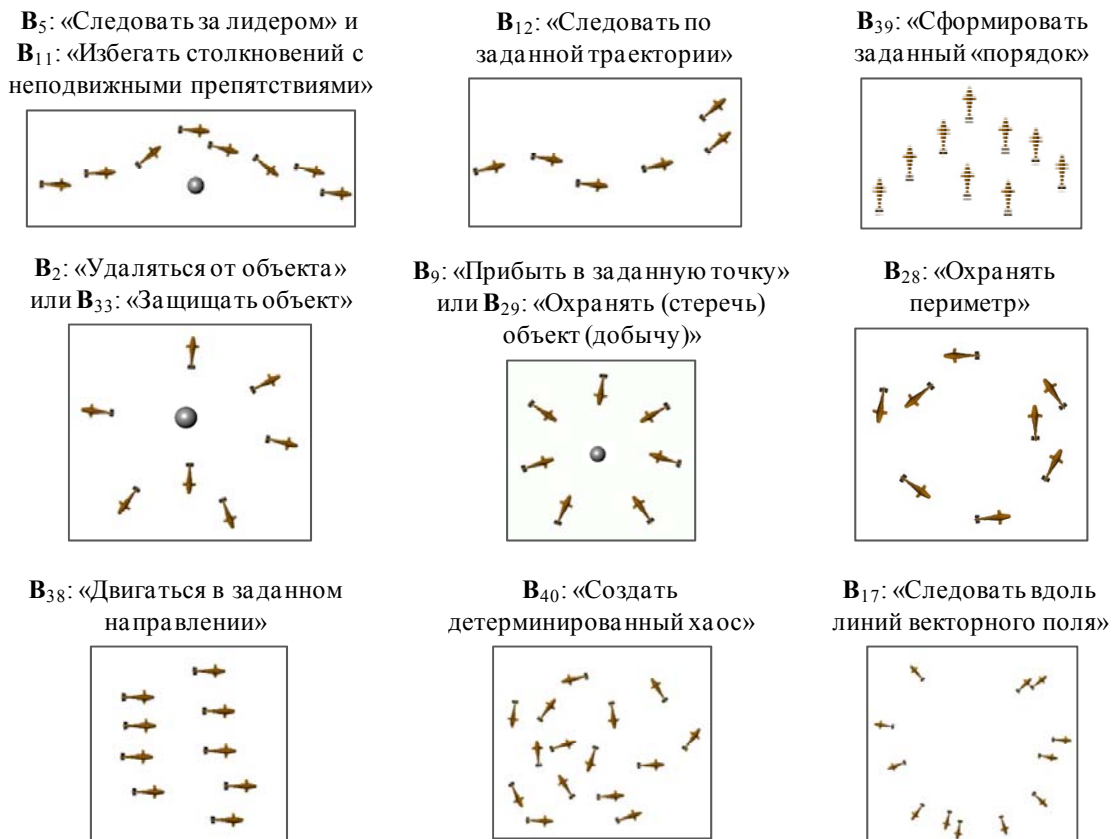 B5: «Следовать за лидером» и
B11: «Избегать столкновений с
неподвижными препятствиями»
B12: «Следовать по
заданной траектории»
B39: «Сформировать
заданный «порядок»
B2: «Удаляться от объекта»
или B33: «Защищать объект»
B9: «Прибыть в заданную точку»
или B29: «Охранять (стеречь)
объект (добычу)»
B28: «Охранять
периметр»
B38: «Двигаться в заданном
направлении»
B40: «Создать
детерминированный хаос»
B17: «Следовать вдоль
линий векторного поля»